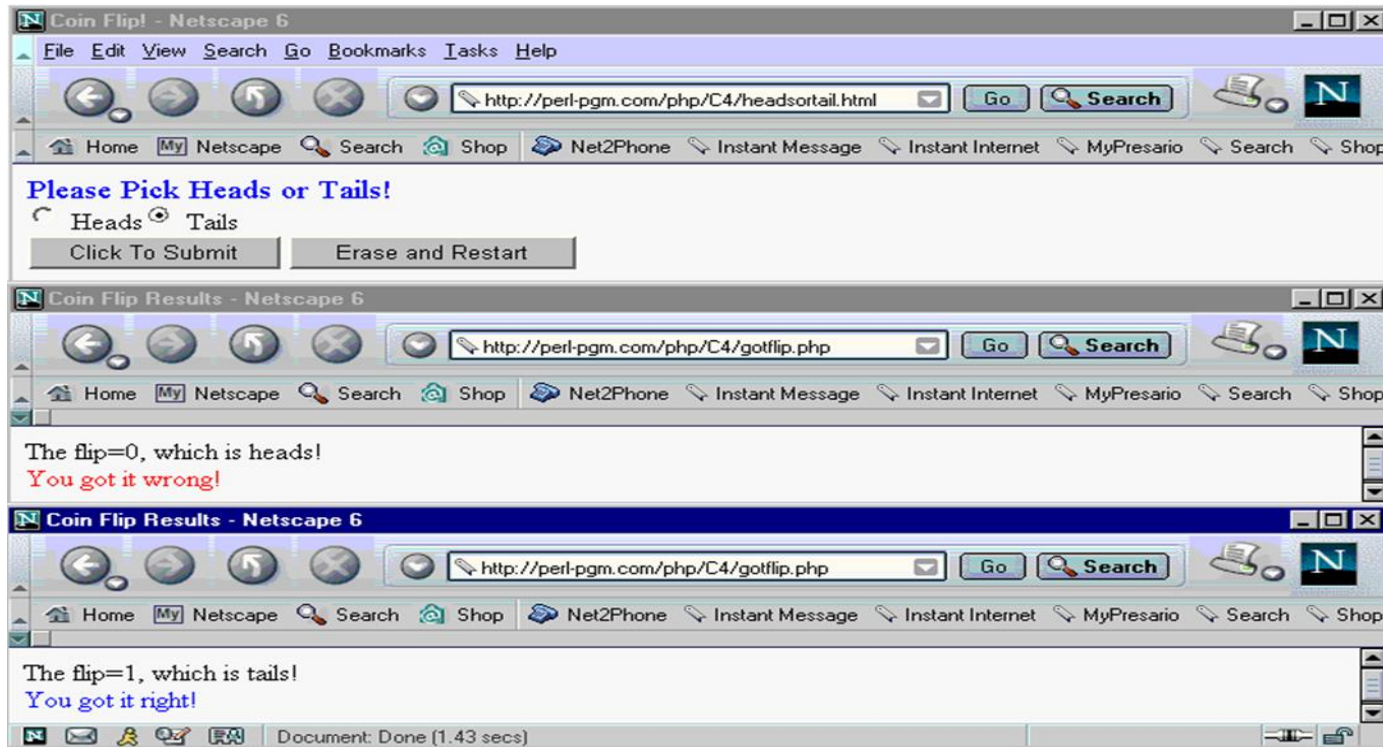 N Coin Flip! - Netscape 6
File Edit View Search Go Bookmarks Tasks Help
http://perl-pgm.com/php/C4/headsortail.html Go Search N
Home My Netscape Search Shop Net2Phone Instant Message Instant Internet MyPresario Search Shop
Please Pick Heads or Tails!
Heads Tails
Click To Submit Erase and Restart
N Coin Flip Results - Netscape 6
http://perl-pgm.com/php/C4/gotflip.php Go Search N
Home My Netscape Search Shop Net2Phone Instant Message Instant Internet MyPresario Search Shop
The flip=0, which is heads!
You got it wrong!
N Coin Flip Results - Netscape 6
http://perl-pgm.com/php/C4/gotflip.php Go Search N
Home My Netscape Search Shop Net2Phone Instant Message Instant Internet MyPresario Search Shop
The flip=1, which is tails!
You got it right!
N Document: Done (1.43 secs)